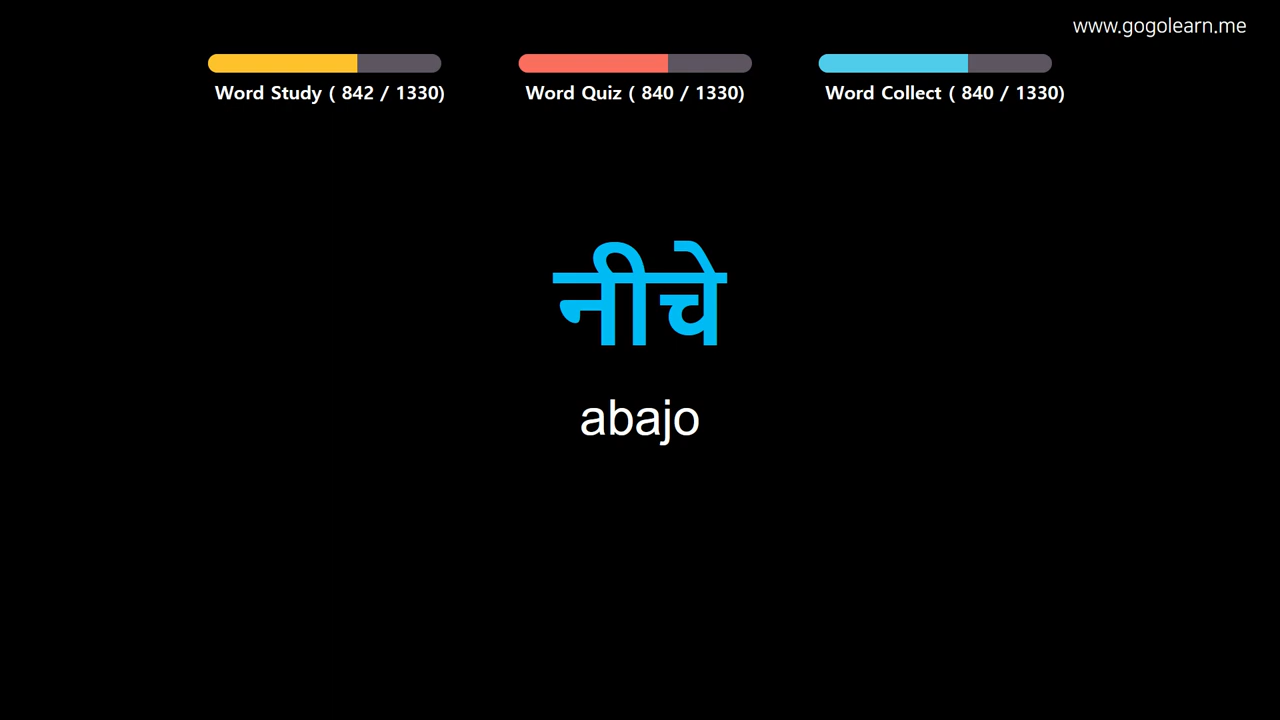 www.gogolearn.me
Word Study ( 842 / 1330)
Word Quiz ( 840 / 1330)
Word Collect ( 840 / 1330)
नीचे
abajo